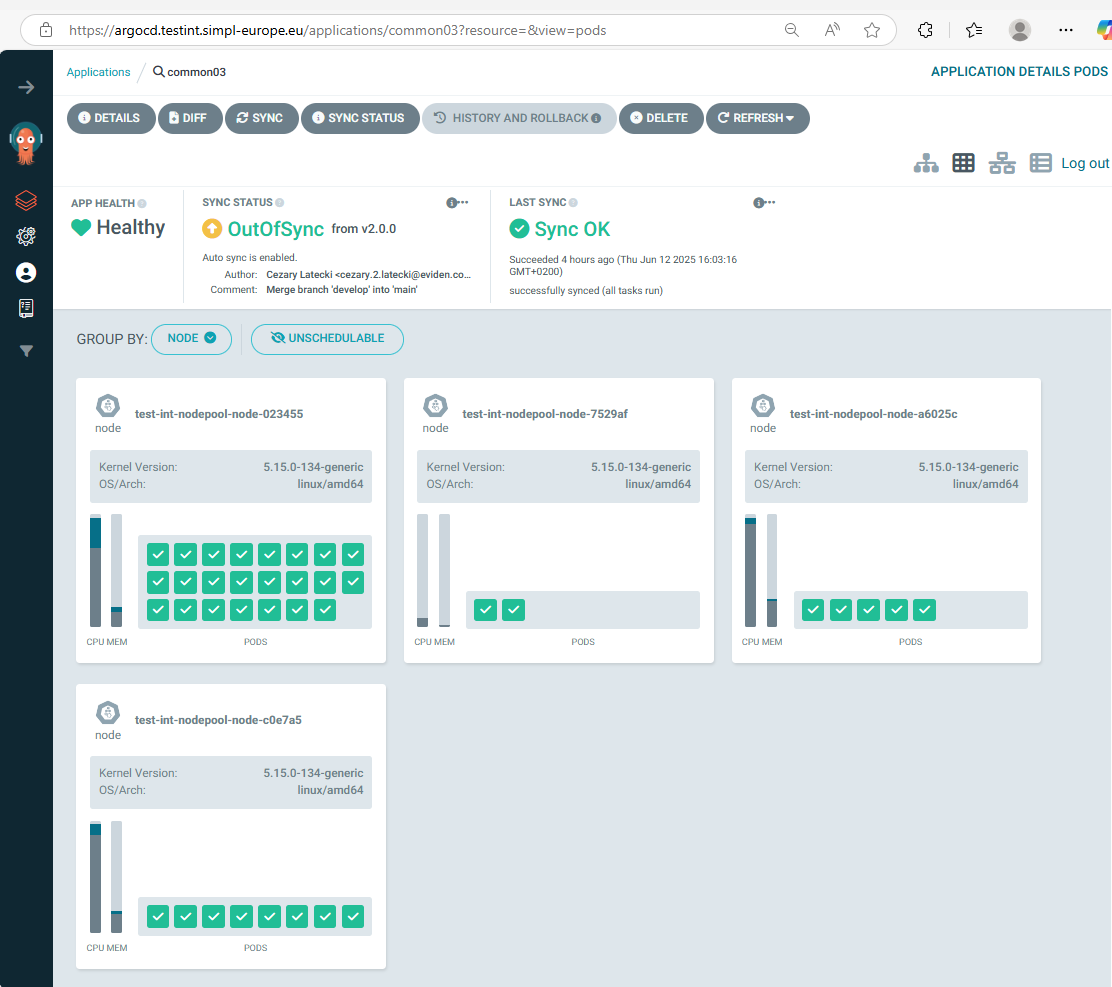 https://argocd.testint.simpl-europe.eu/applications/common03?resource=&view=pods
Applications / common03
APPLICATION DETAILS PODS
DETAILS DIFF SYNC SYNC STATUS HISTORY AND ROLLBACK DELETE REFRESH
Log out
APP HEALTH
Healthy
SYNC STATUS
OutOfSync from v2.0.0
Auto sync is enabled.
Author: Cezary Latecki <cezary.2.latecki@eviden.co...
Comment: Merge branch 'develop' into 'main'
LAST SYNC
Sync OK
Succeeded 4 hours ago (Thu Jun 12 2025 16:03:16
GMT+0200)
successfully synced (all tasks run)
GROUP BY: NODE UNSCHEDULABLE
test-int-nodepool-node-023455
node
Kernel Version: 5.15.0-134-generic
OS/Arch: linux/amd64
CPU MEM PODS
test-int-nodepool-node-7529af
node
Kernel Version: 5.15.0-134-generic
OS/Arch: linux/amd64
CPU MEM PODS
test-int-nodepool-node-a6025c
node
Kernel Version: 5.15.0-134-generic
OS/Arch: linux/amd64
CPU MEM PODS
test-int-nodepool-node-c0e7a5
node
Kernel Version: 5.15.0-134-generic
OS/Arch: linux/amd64
CPU MEM PODS